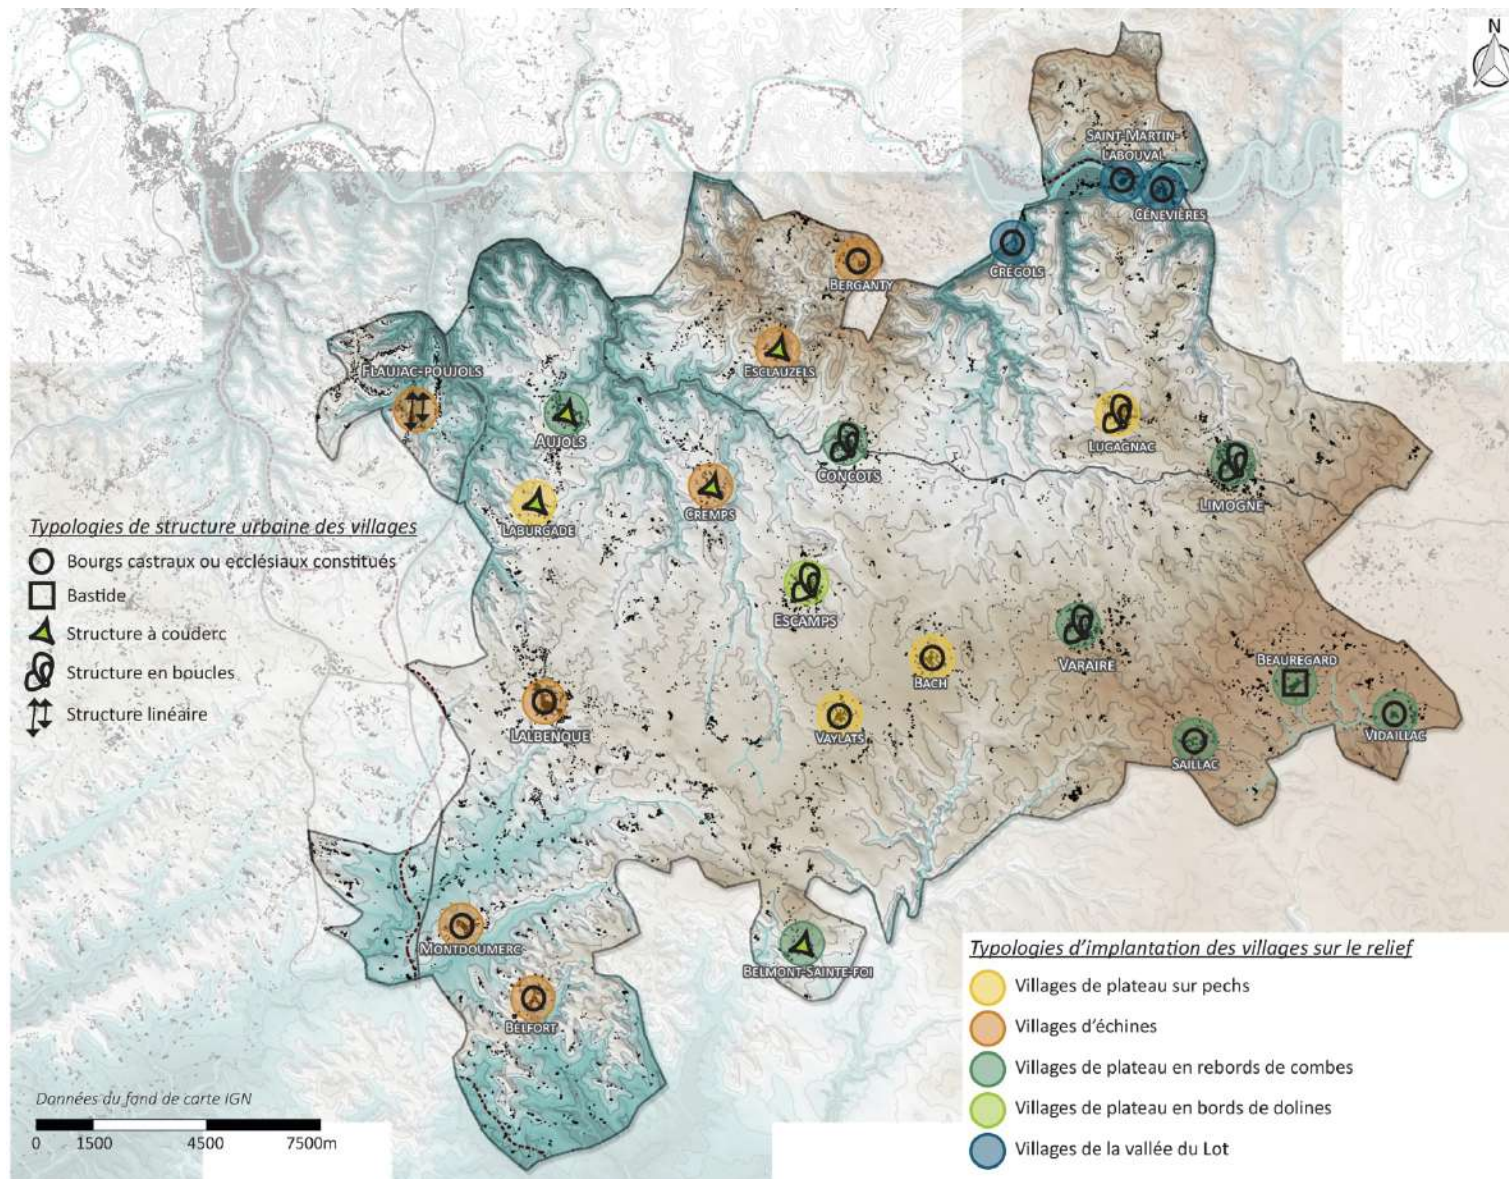 N
SAINT-MARTIN-
LABOUVAL
CÉNEVIÈRES
CRÉGOLS
BERGANTY
ESCLAUZELS
FLAUJAC-POUJOLS
AUJOLS
CONCOTS
LUGAGNAC
LIMOGNE
CREMPS
LABURGADE
Typologies de structure urbaine des villages
Bourgs castraux ou ecclésiaux constitués
Bastide
Structure à couderc
Structure en boucles
Structure linéaire
ESCAMPS
VARAIRE
BEAUREGARD
BACH
LALBENQUE
VAYLATS
VIDAILLAC
SAILLAC
MONTDOUMERC
BELMONT-SAINTE-FOI
BELFORT
Typologies d'implantation des villages sur le relief
Villages de plateau sur pechs
Villages d'échines
Villages de plateau en rebords de combes
Villages de plateau en bords de dolines
Villages de la vallée du Lot
Données du fond de carte IGN
0 1500 4500 7500m